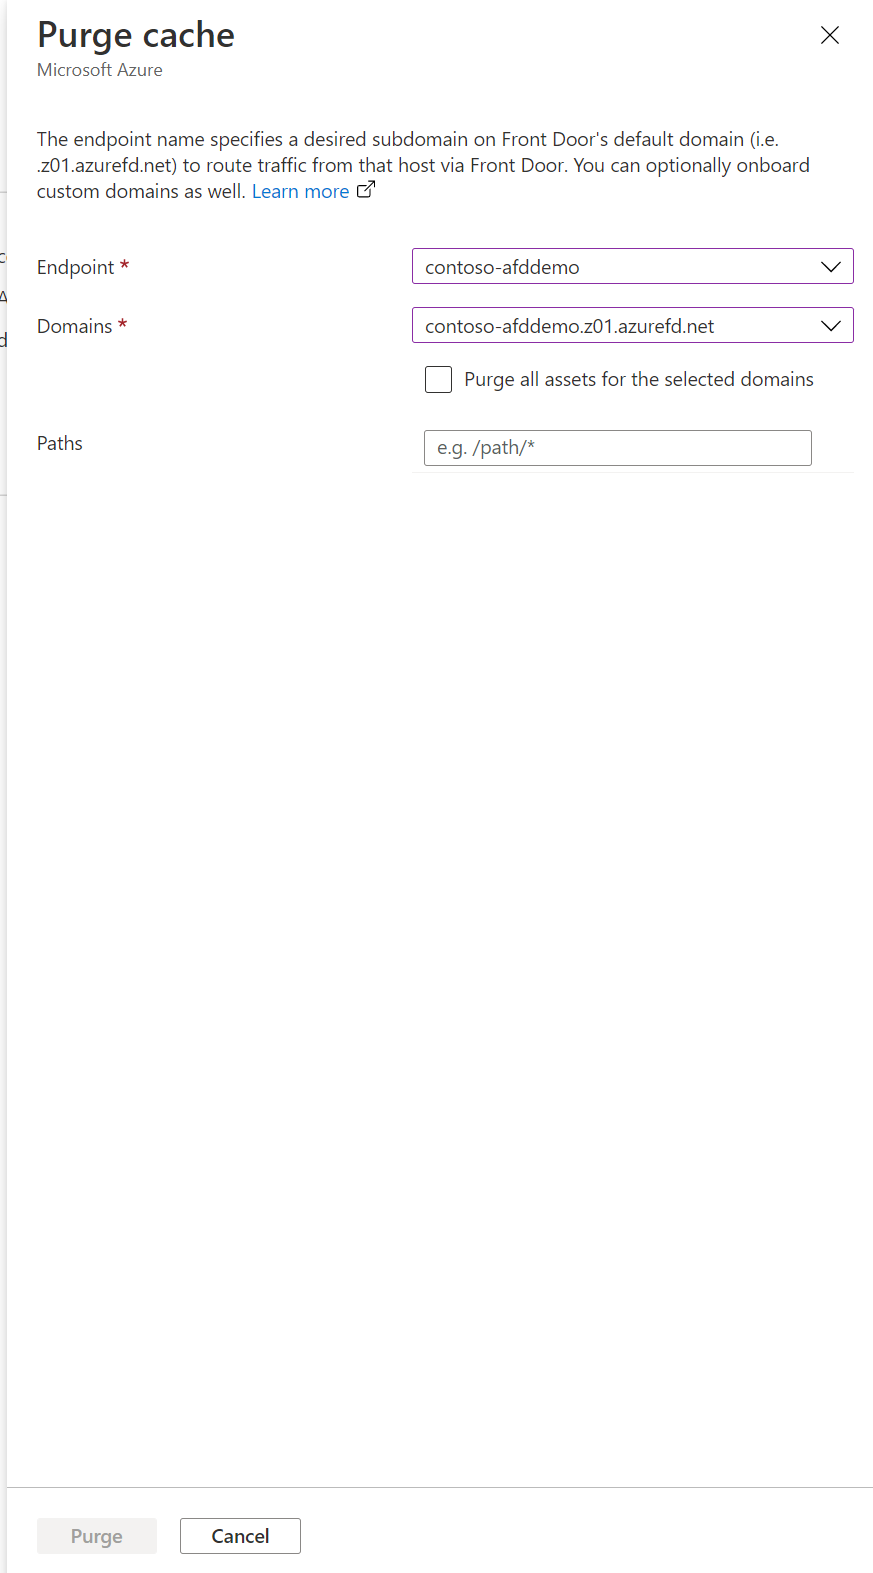 Purge cache
Microsoft Azure
The endpoint name specifies a desired subdomain on Front Door's default domain (i.e.
.z01.azurefd.net) to route traffic from that host via Front Door. You can optionally onboard
custom domains as well. Learn more
Endpoint *
contoso-afddemo
Domains *
contoso-afddemo.z01.azurefd.net
Purge all assets for the selected domains
Paths
e.g. /path/*
Purge
Cancel